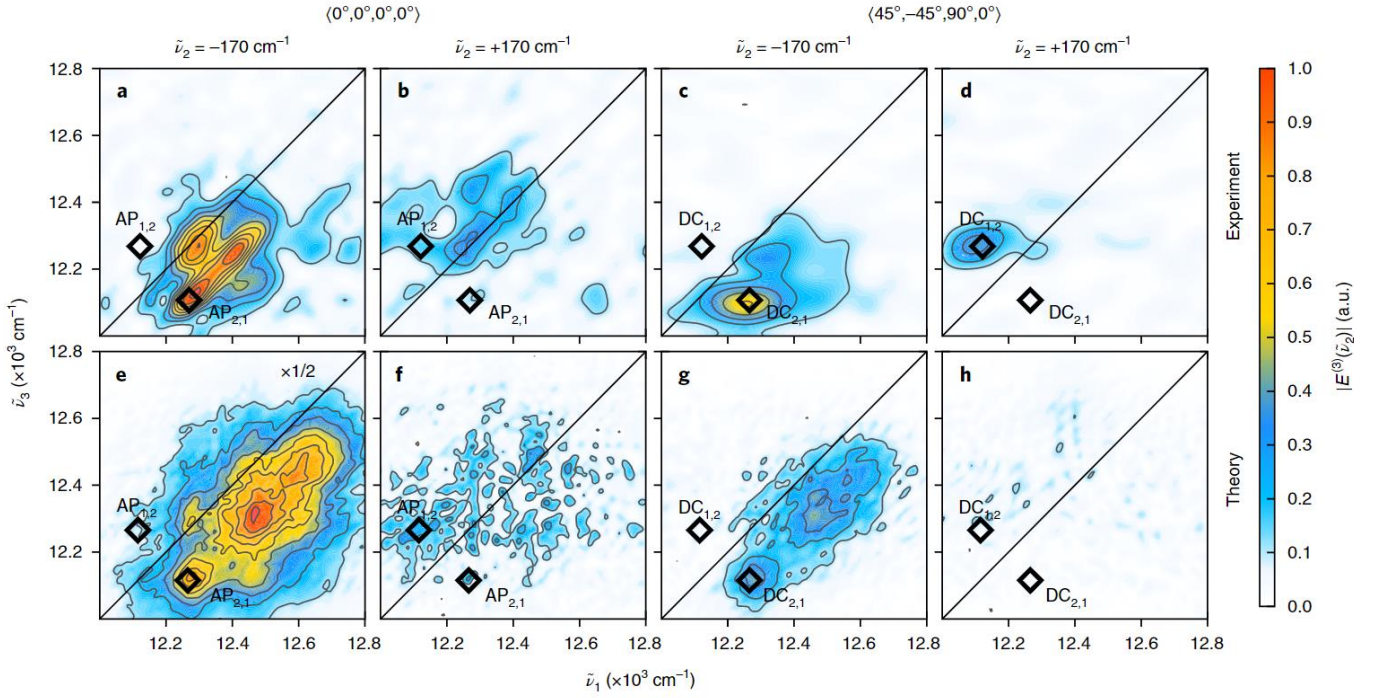 ⟨0°,0°,0°,0°⟩ ⟨45°,–45°,90°,0°⟩
ν̃₂ = –170 cm⁻¹ ν̃₂ = +170 cm⁻¹ ν̃₂ = –170 cm⁻¹ ν̃₂ = +170 cm⁻¹
12.8 a b c d 1.0
12.6 0.9
12.4 0.8
AP₁,₂ AP₁,₂ DC₁,₂ DC₁,₂ Experiment 0.7
12.2 0.6
AP₂,₁ AP₂,₁ DC₂,₁ DC₂,₁
ν̃₃ (×10³ cm⁻¹) 0.5 |E⁽³⁾(ν̃₂)| (a.u.)
12.8 e ×1/2 f g h
12.6 0.4
0.3
12.4 Theory
AP₁,₂ AP₁,₂ DC₁,₂ DC₁,₂ 0.2
12.2 0.1
AP₂,₁ AP₂,₁ DC₂,₁ DC₂,₁ 0.0
12.2 12.4 12.6 12.8 12.2 12.4 12.6 12.8 12.2 12.4 12.6 12.8 12.2 12.4 12.6 12.8
ν̃₁ (×10³ cm⁻¹)